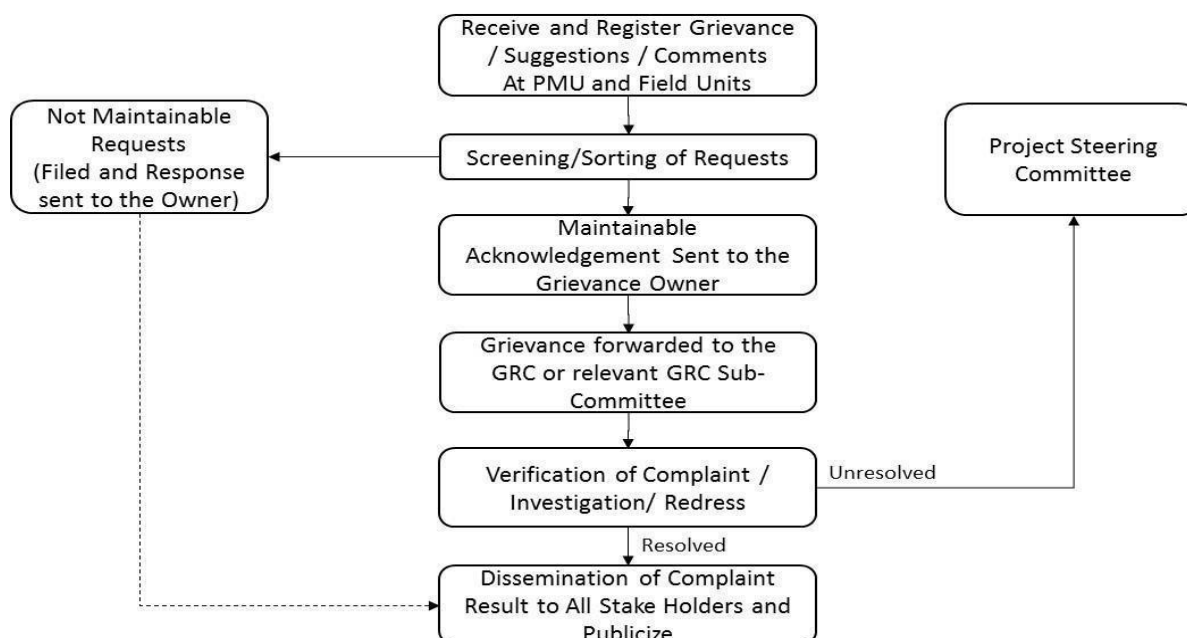 Receive and Register Grievance
/ Suggestions / Comments
At PMU and Field Units
Not Maintainable
Requests
(Filed and Response
sent to the Owner)
Screening/Sorting of Requests
Project Steering
Committee
Maintainable
Acknowledgement Sent to the
Grievance Owner
Grievance forwarded to the
GRC or relevant GRC Sub-
Committee
Verification of Complaint /
Investigation/ Redress
Unresolved
Resolved
Dissemination of Complaint
Result to All Stake Holders and
Publicize